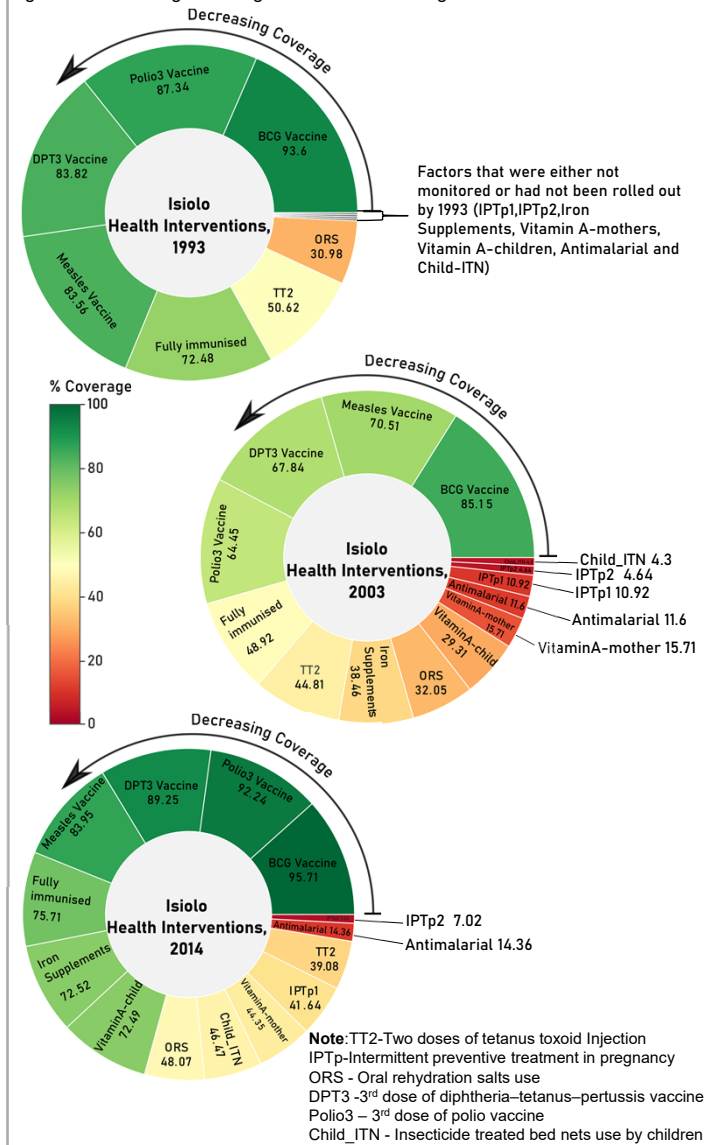 Decreasing Coverage
Polio3 Vaccine
87.34
BCG Vaccine
93.6
DPT3 Vaccine
83.82
Isiolo
Health Interventions,
1993
Factors that were either not
monitored or had not been rolled out
by 1993 (IPTp1,IPTp2,Iron
Supplements, Vitamin A-mothers,
Vitamin A-children, Antimalarial and
Child-ITN)
ORS
30.98
Measles Vaccine
83.56
TT2
50.62
Fully immunised
72.48
% Coverage
100
80
60
40
20
0
Decreasing Coverage
Measles Vaccine
70.51
DPT3 Vaccine
67.84
BCG Vaccine
85.15
Polio3 Vaccine
64.45
Isiolo
Health Interventions,
2003
Child_ITN 4.3
IPTp2 4.64
IPTp1 10.92
IPTp1 10.92
Antimalarial 11.6
Antimalarial 11.6
VitaminA-mother
15.71
VitaminA-mother 15.71
VitaminA-child
29.31
Fully
immunised
48.92
TT2
44.81
Iron
Supplements
38.46
ORS
32.05
Decreasing Coverage
DPT3 Vaccine
89.25
Polio3 Vaccine
92.24
Measles Vaccine
83.95
BCG Vaccine
95.71
Fully
immunised
75.71
Isiolo
Health Interventions,
2014
IPTp2 7.02
Antimalarial 14.36
Antimalarial 14.36
TT2
39.08
Iron
Supplements
72.52
IPTp1
41.64
VitaminA-mother
44.35
VitaminA-child
72.49
Child_ITN
46.47
ORS
48.07
Note:TT2-Two doses of tetanus toxoid Injection
IPTp-Intermittent preventive treatment in pregnancy
ORS - Oral rehydration salts use
DPT3 -3rd dose of diphtheria–tetanus–pertussis vaccine
Polio3 – 3rd dose of polio vaccine
Child_ITN - Insecticide treated bed nets use by children